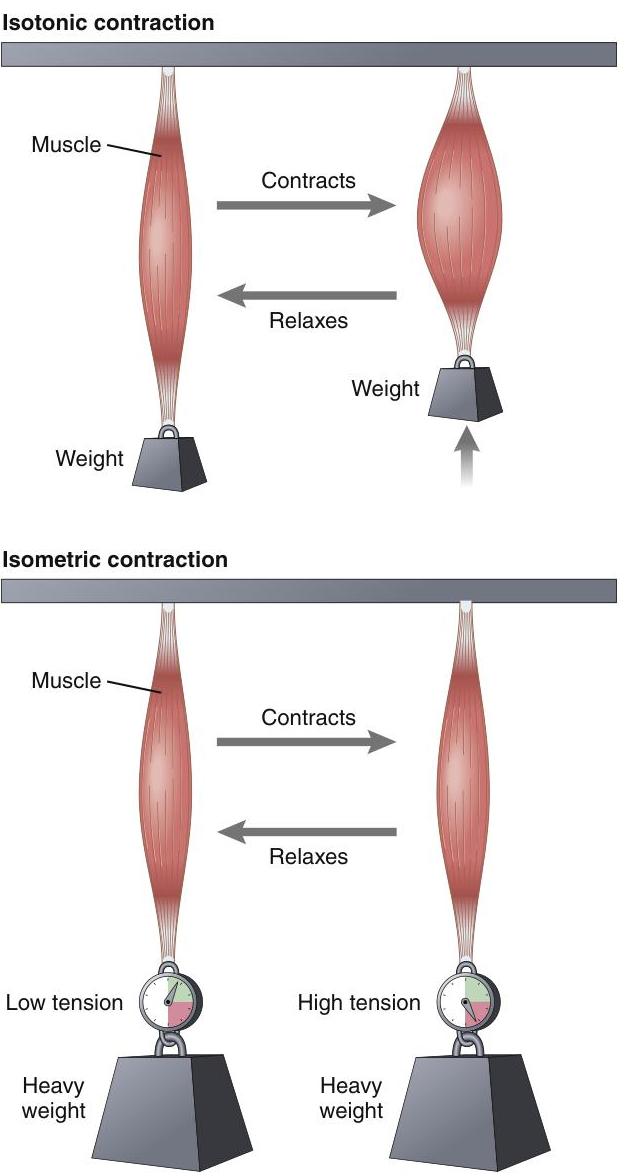 Isotonic contraction
Muscle
Contracts
Relaxes
Weight
Weight
Isometric contraction
Muscle
Contracts
Relaxes
Low tension
High tension
Heavy
weight
Heavy
weight